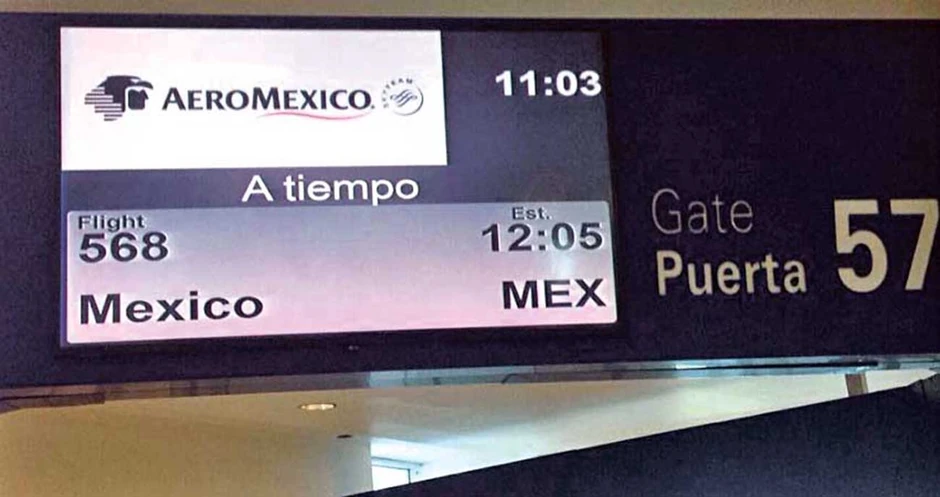 AEROMEXICO.
SKYTEAM
11:03
A tiempo
Flight
568
Est.
12:05
Mexico
MEX
Gate
Puerta
57